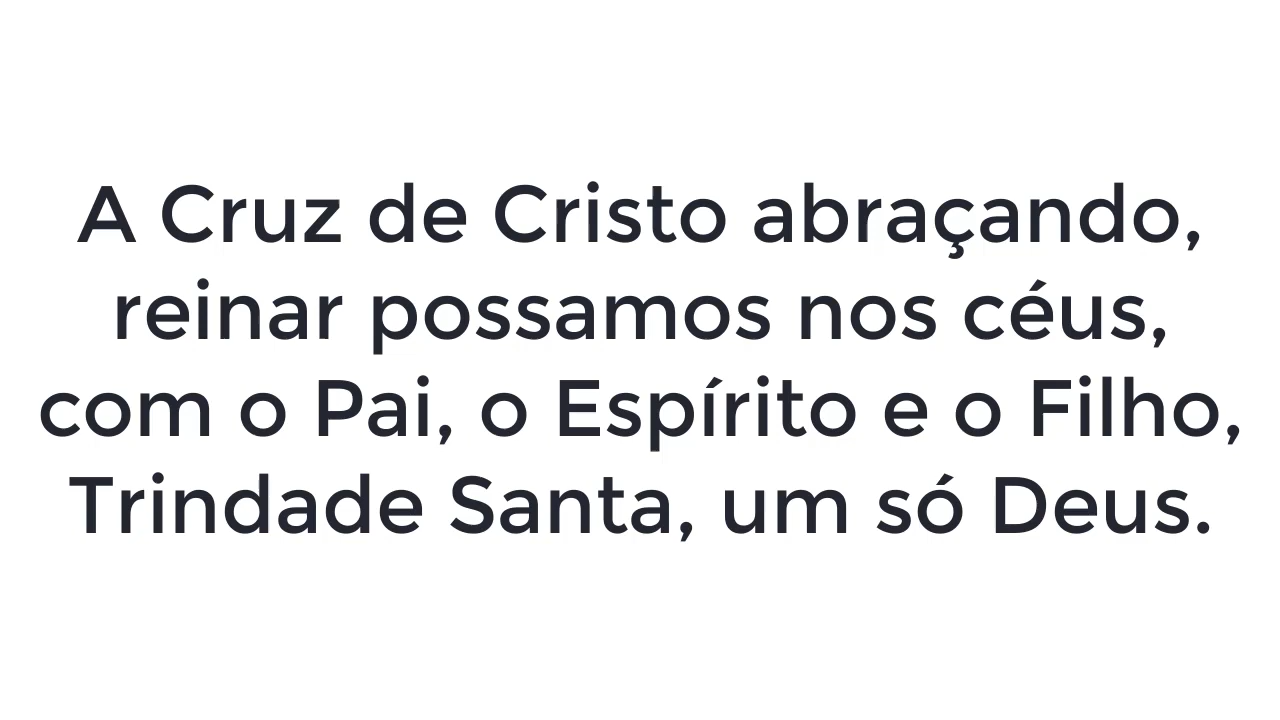 A Cruz de Cristo abraçando,
reinar possamos nos céus,
com o Pai, o Espírito e o Filho,
Trindade Santa, um só Deus.